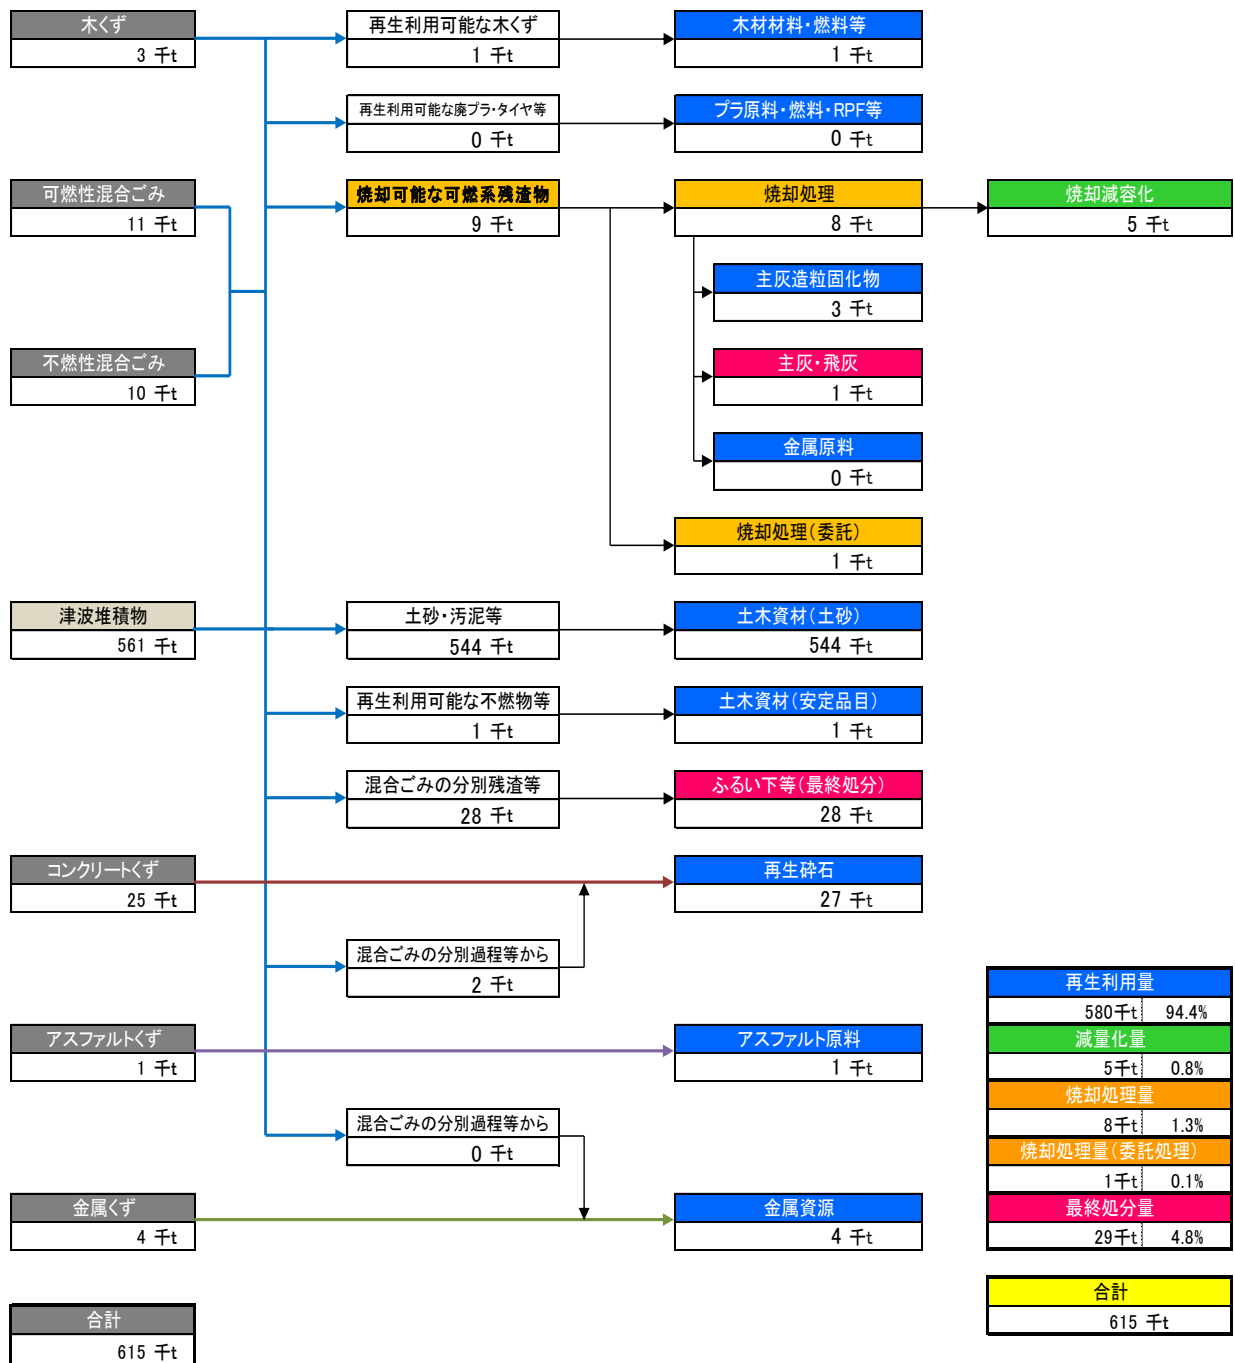 木くず
3 千t
再生利用可能な木くず
1 千t
木材材料・燃料等
1 千t
再生利用可能な廃プラ・タイヤ等
0 千t
プラ原料・燃料・RPF等
0 千t
可燃性混合ごみ
11 千t
焼却可能な可燃系残渣物
9 千t
焼却処理
8 千t
焼却減容化
5 千t
主灰造粒固化物
3 千t
不燃性混合ごみ
10 千t
主灰・飛灰
1 千t
金属原料
0 千t
焼却処理(委託)
1 千t
津波堆積物
561 千t
土砂・汚泥等
544 千t
土木資材(土砂)
544 千t
再生利用可能な不燃物等
1 千t
土木資材(安定品目)
1 千t
混合ごみの分別残渣等
28 千t
ふるい下等(最終処分)
28 千t
コンクリートくず
25 千t
再生砕石
27 千t
混合ごみの分別過程等から
2 千t
アスファルトくず
1 千t
アスファルト原料
1 千t
混合ごみの分別過程等から
0 千t
金属くず
4 千t
金属資源
4 千t
再生利用量
580千t 94.4%
減量化量
5千t 0.8%
焼却処理量
8千t 1.3%
焼却処理量(委託処理)
1千t 0.1%
最終処分量
29千t 4.8%
合計
615 千t
合計
615 千t